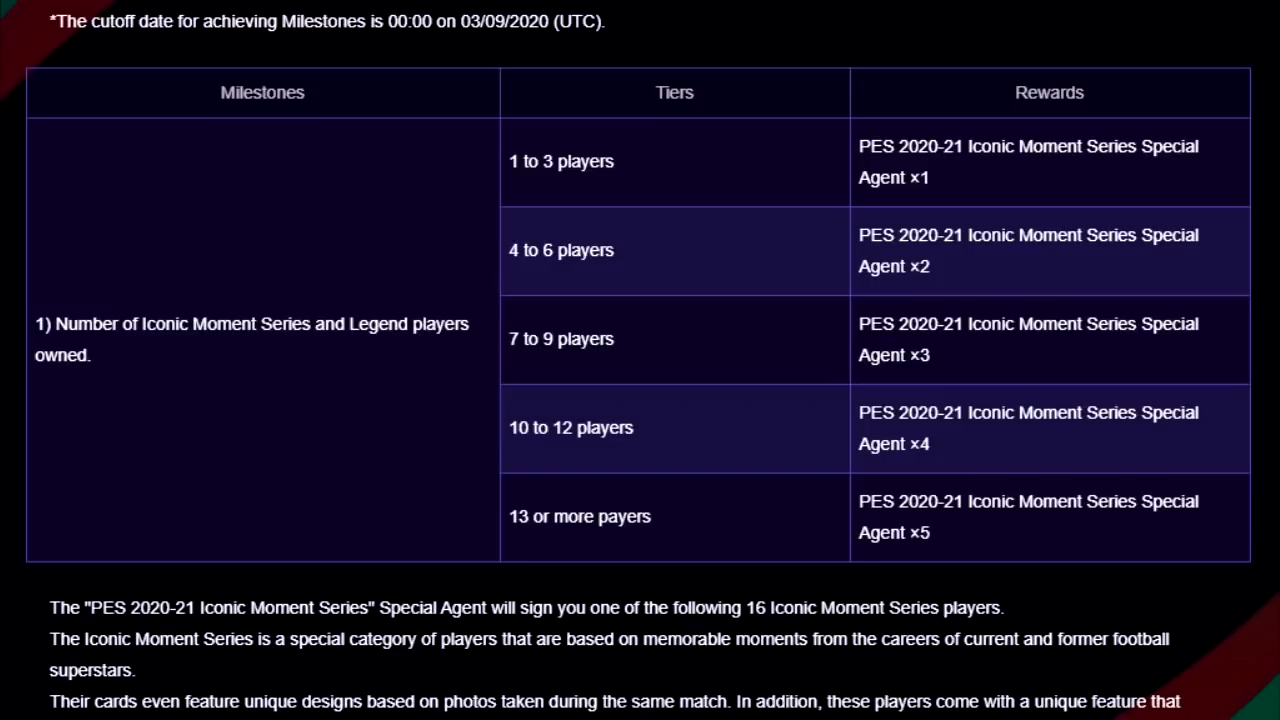 *The cutoff date for achieving Milestones is 00:00 on 03/09/2020 (UTC).
Milestones
Tiers
Rewards
1) Number of Iconic Moment Series and Legend players
owned.
1 to 3 players
PES 2020-21 Iconic Moment Series Special
Agent ×1
4 to 6 players
PES 2020-21 Iconic Moment Series Special
Agent ×2
7 to 9 players
PES 2020-21 Iconic Moment Series Special
Agent ×3
10 to 12 players
PES 2020-21 Iconic Moment Series Special
Agent ×4
13 or more payers
PES 2020-21 Iconic Moment Series Special
Agent ×5
The "PES 2020-21 Iconic Moment Series" Special Agent will sign you one of the following 16 Iconic Moment Series players.
The Iconic Moment Series is a special category of players that are based on memorable moments from the careers of current and former football
superstars.
Their cards even feature unique designs based on photos taken during the same match. In addition, these players come with a unique feature that